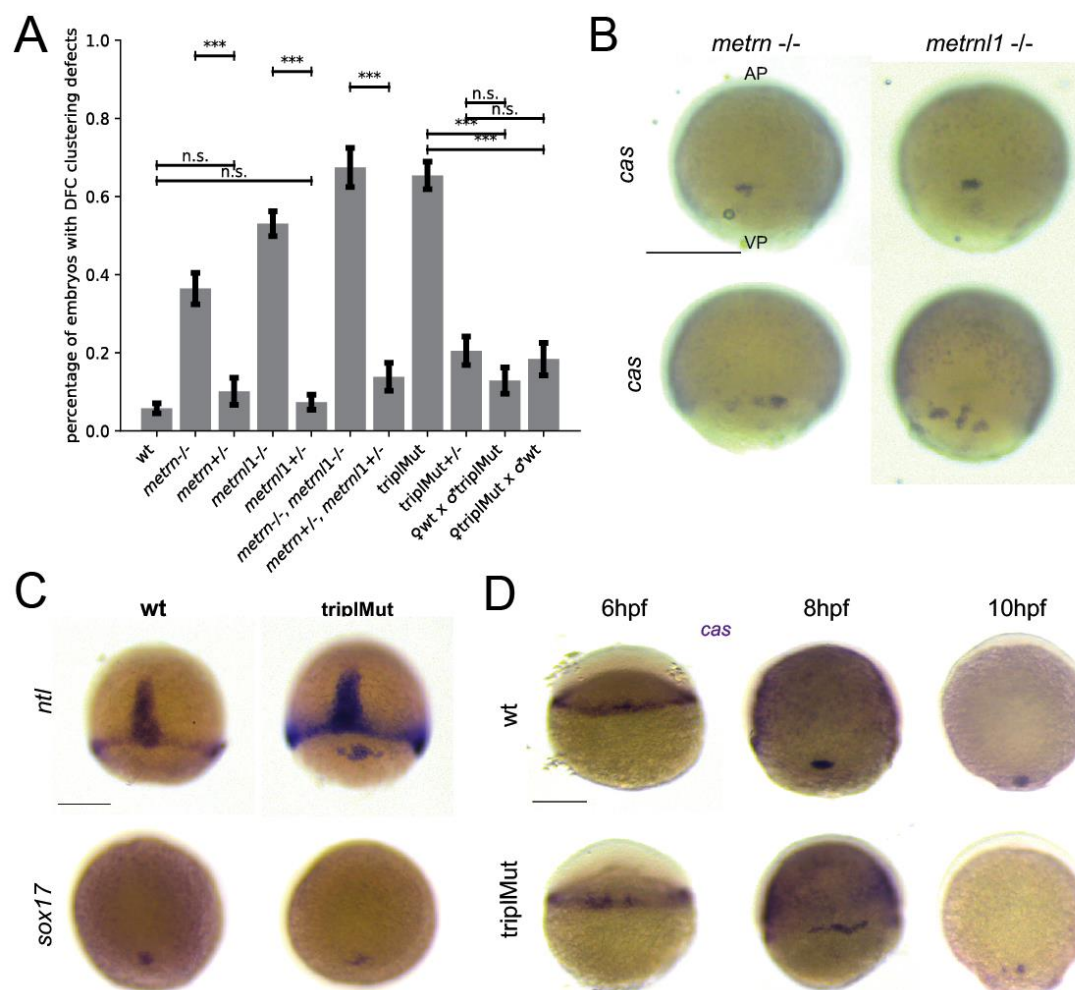 A
percentage of embryos with DFC clustering defects
1.0
0.8
0.6
0.4
0.2
0.0
***
***
***
n.s.
n.s.
***
***
n.s.
n.s.
wt
metrn-/-
metrn+/-
metrnl1-/-
metrnl1+/-
metrn-/-, metrnl1-/-
metrn+/-, metrnl1+/-
triplMut
triplMut+/-
♀wt x ♂triplMut
♀triplMut x ♂wt
B
metrn -/-
metrnl1 -/-
AP
cas
VP
cas
C
wt
triplMut
ntl
sox17
D
6hpf
8hpf
10hpf
cas
wt
triplMut